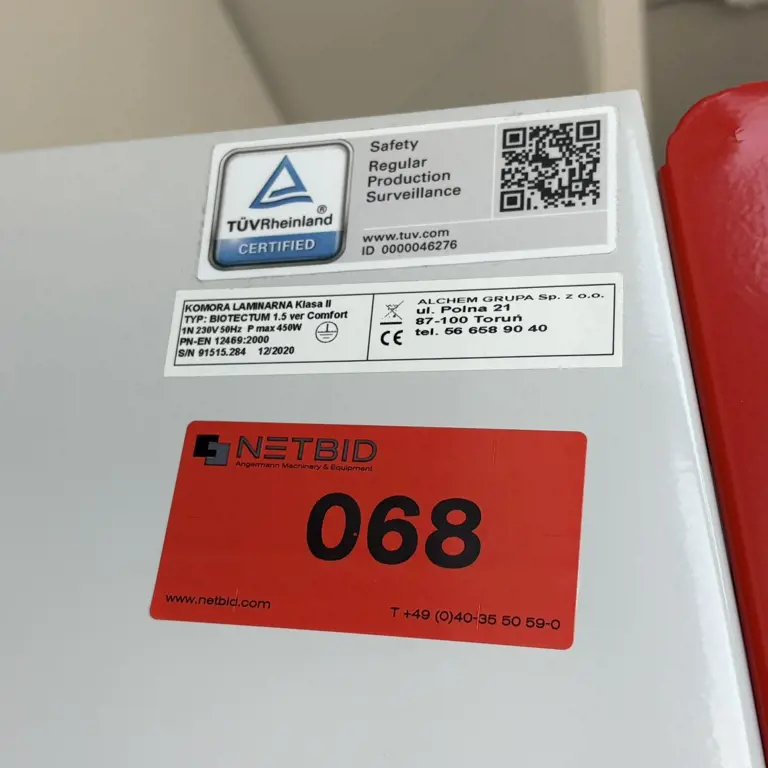 TÜVRheinland®
CERTIFIED
Safety
Regular
Production
Surveillance
www.tuv.com
ID 0000046276
KOMORA LAMINARNA Klasa II
TYP: BIOTECTUM 1.5 ver Comfort
1N 230V 50Hz P max 450W
PN-EN 12469:2000
S/N 91515.284 12/2020
CE
ALCHEM GRUPA Sp. z o.o.
ul. Polna 21
87-100 Toruń
tel. 56 658 90 40
NETBID
Angermann Machinery & Equipment
068
www.netbid.com
T +49 (0)40-35 50 59-0